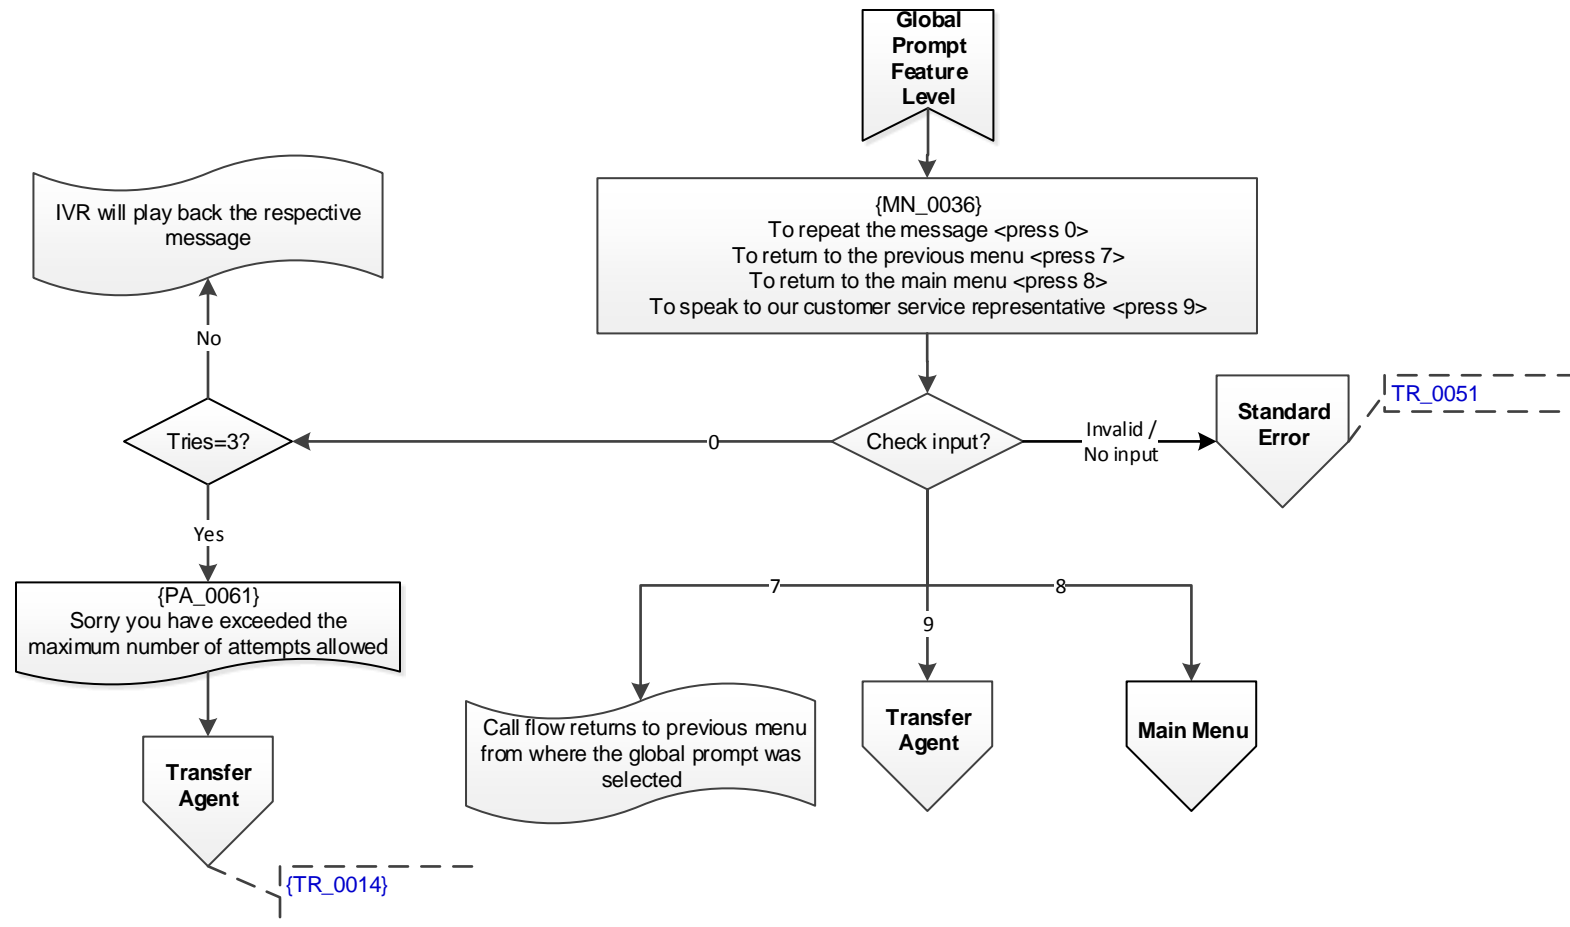 Global
Prompt
Feature
Level
{MN_0036}
To repeat the message <press 0>
To return to the previous menu <press 7>
To return to the main menu <press 8>
To speak to our customer service representative <press 9>
IVR will play back the respective
message
No
Tries=3?
0
Check input?
Invalid /
No input
Standard
Error
TR_0051
Yes
{PA_0061}
Sorry you have exceeded the
maximum number of attempts allowed
7
8
9
Call flow returns to previous menu
from where the global prompt was
selected
Transfer
Agent
Main Menu
Transfer
Agent
{TR_0014}